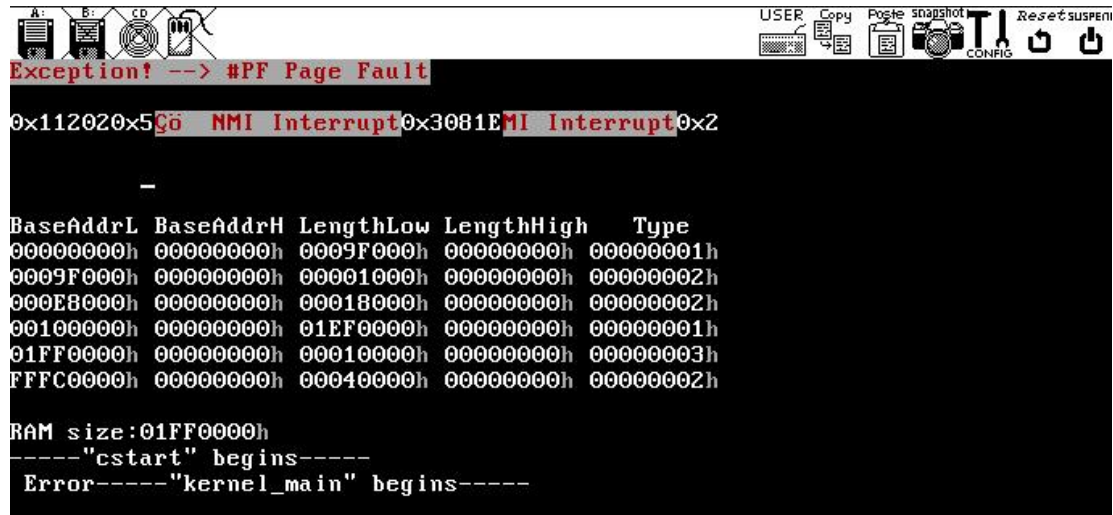 A: B: CD USER Copy Paste snapshot Reset SUSPEND
CONFIG
Exception! --> #PF Page Fault
0x112020x5Çö NMI Interrupt0x3081EMI Interrupt0x2
BaseAddrL BaseAddrH LengthLow LengthHigh Type
00000000h 00000000h 0009F000h 00000000h 00000001h
0009F000h 00000000h 00001000h 00000000h 00000002h
000E8000h 00000000h 00018000h 00000000h 00000002h
00100000h 00000000h 01EF0000h 00000000h 00000001h
01FF0000h 00000000h 00010000h 00000000h 00000003h
FFFC0000h 00000000h 00040000h 00000000h 00000002h
RAM size:01FF0000h
-----"cstart" begins-----
Error-----"kernel_main" begins-----